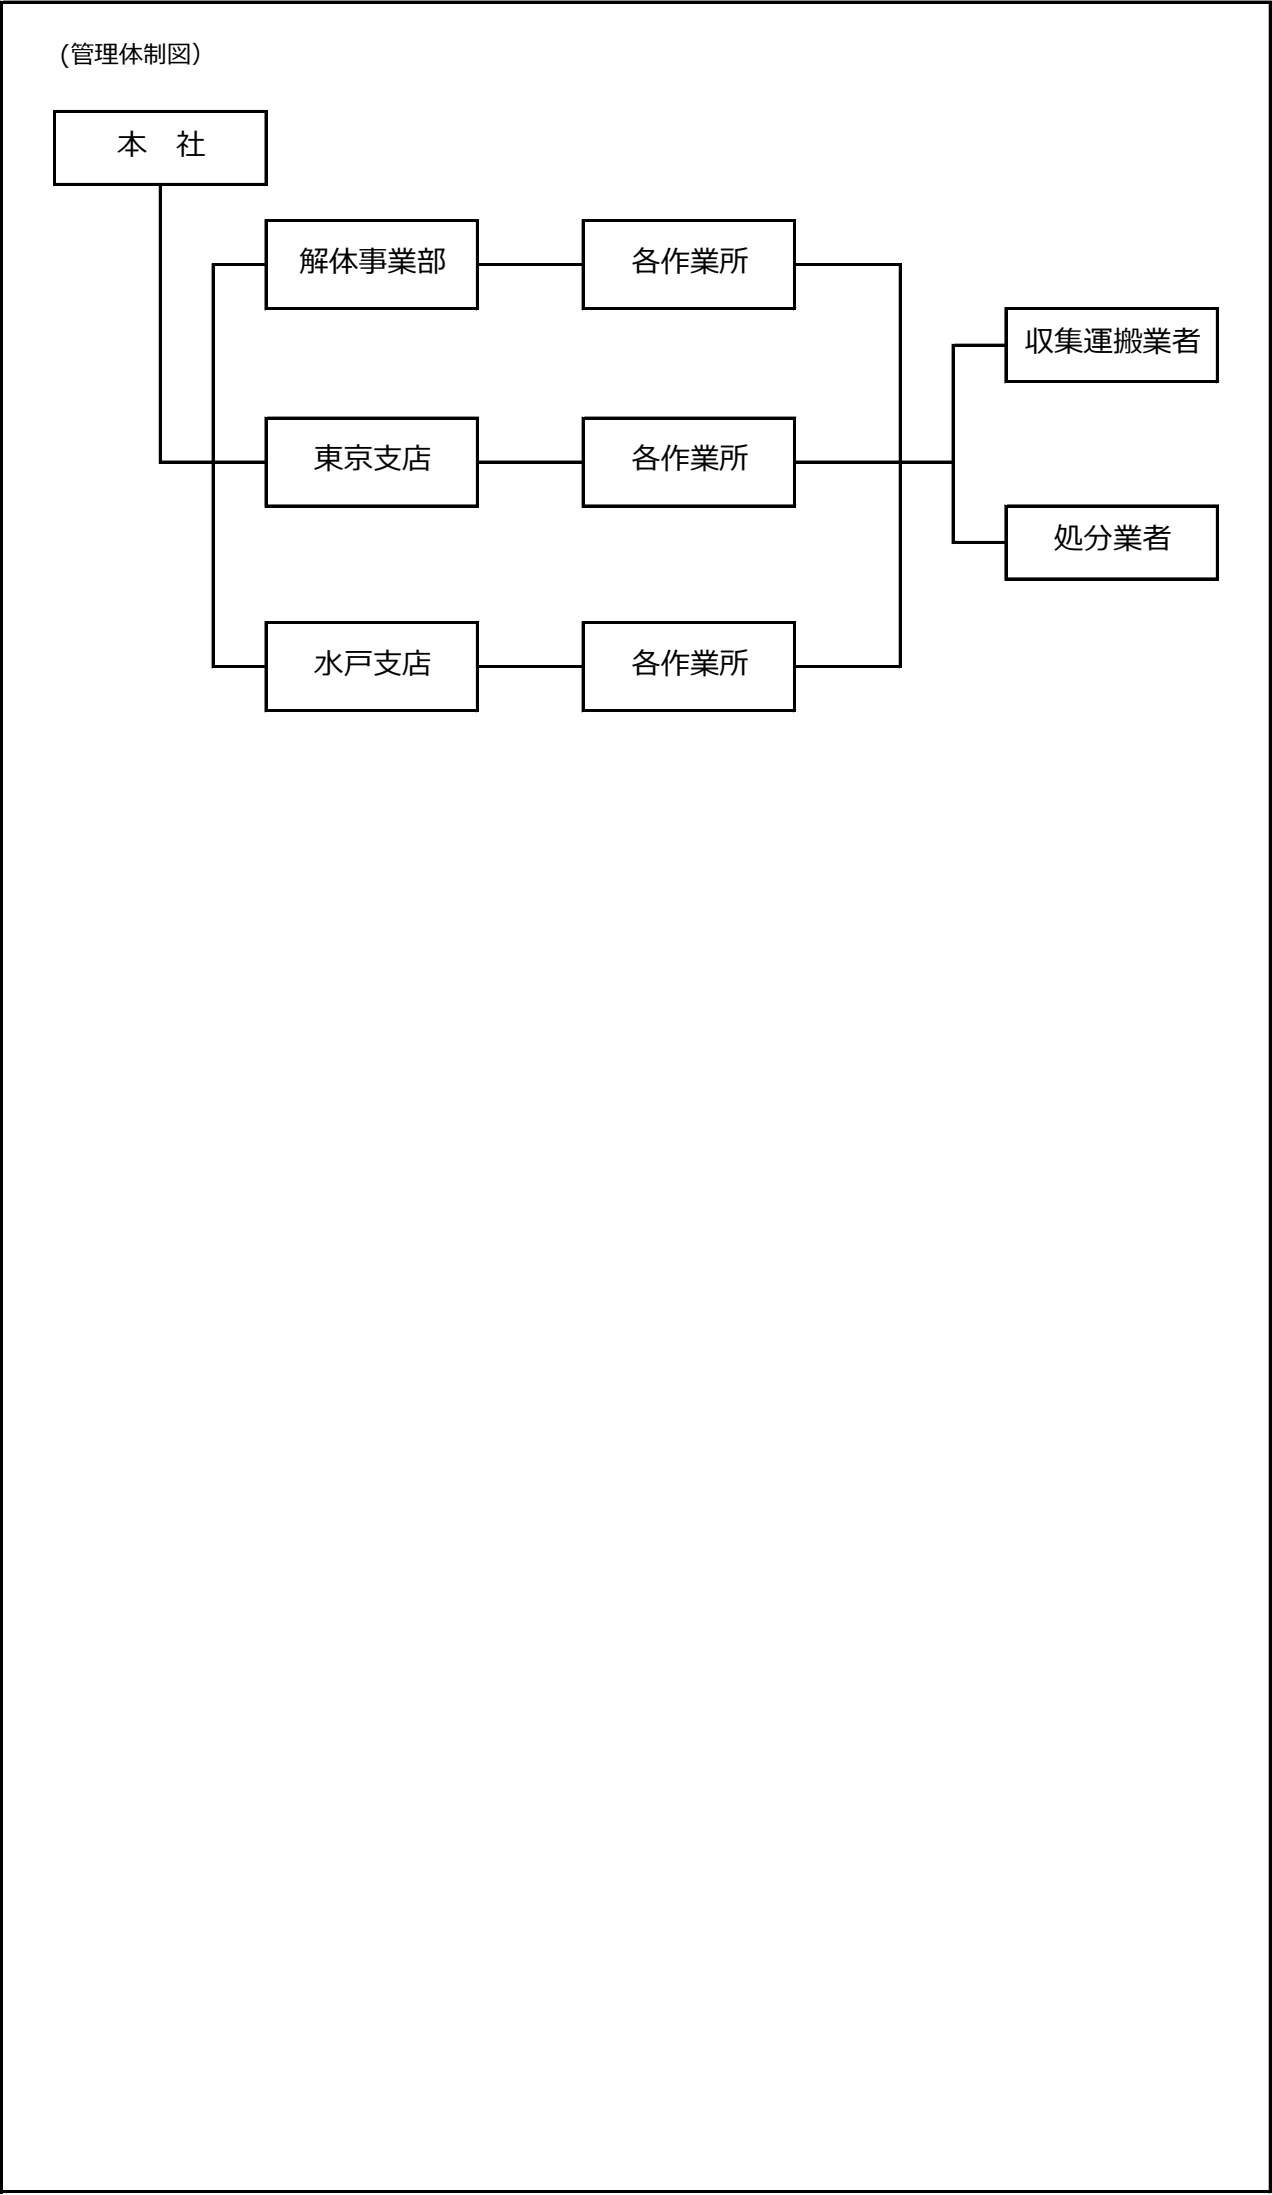 (管理体制図）
本　社
解体事業部
各作業所
収集運搬業者
東京支店
各作業所
処分業者
水戸支店
各作業所